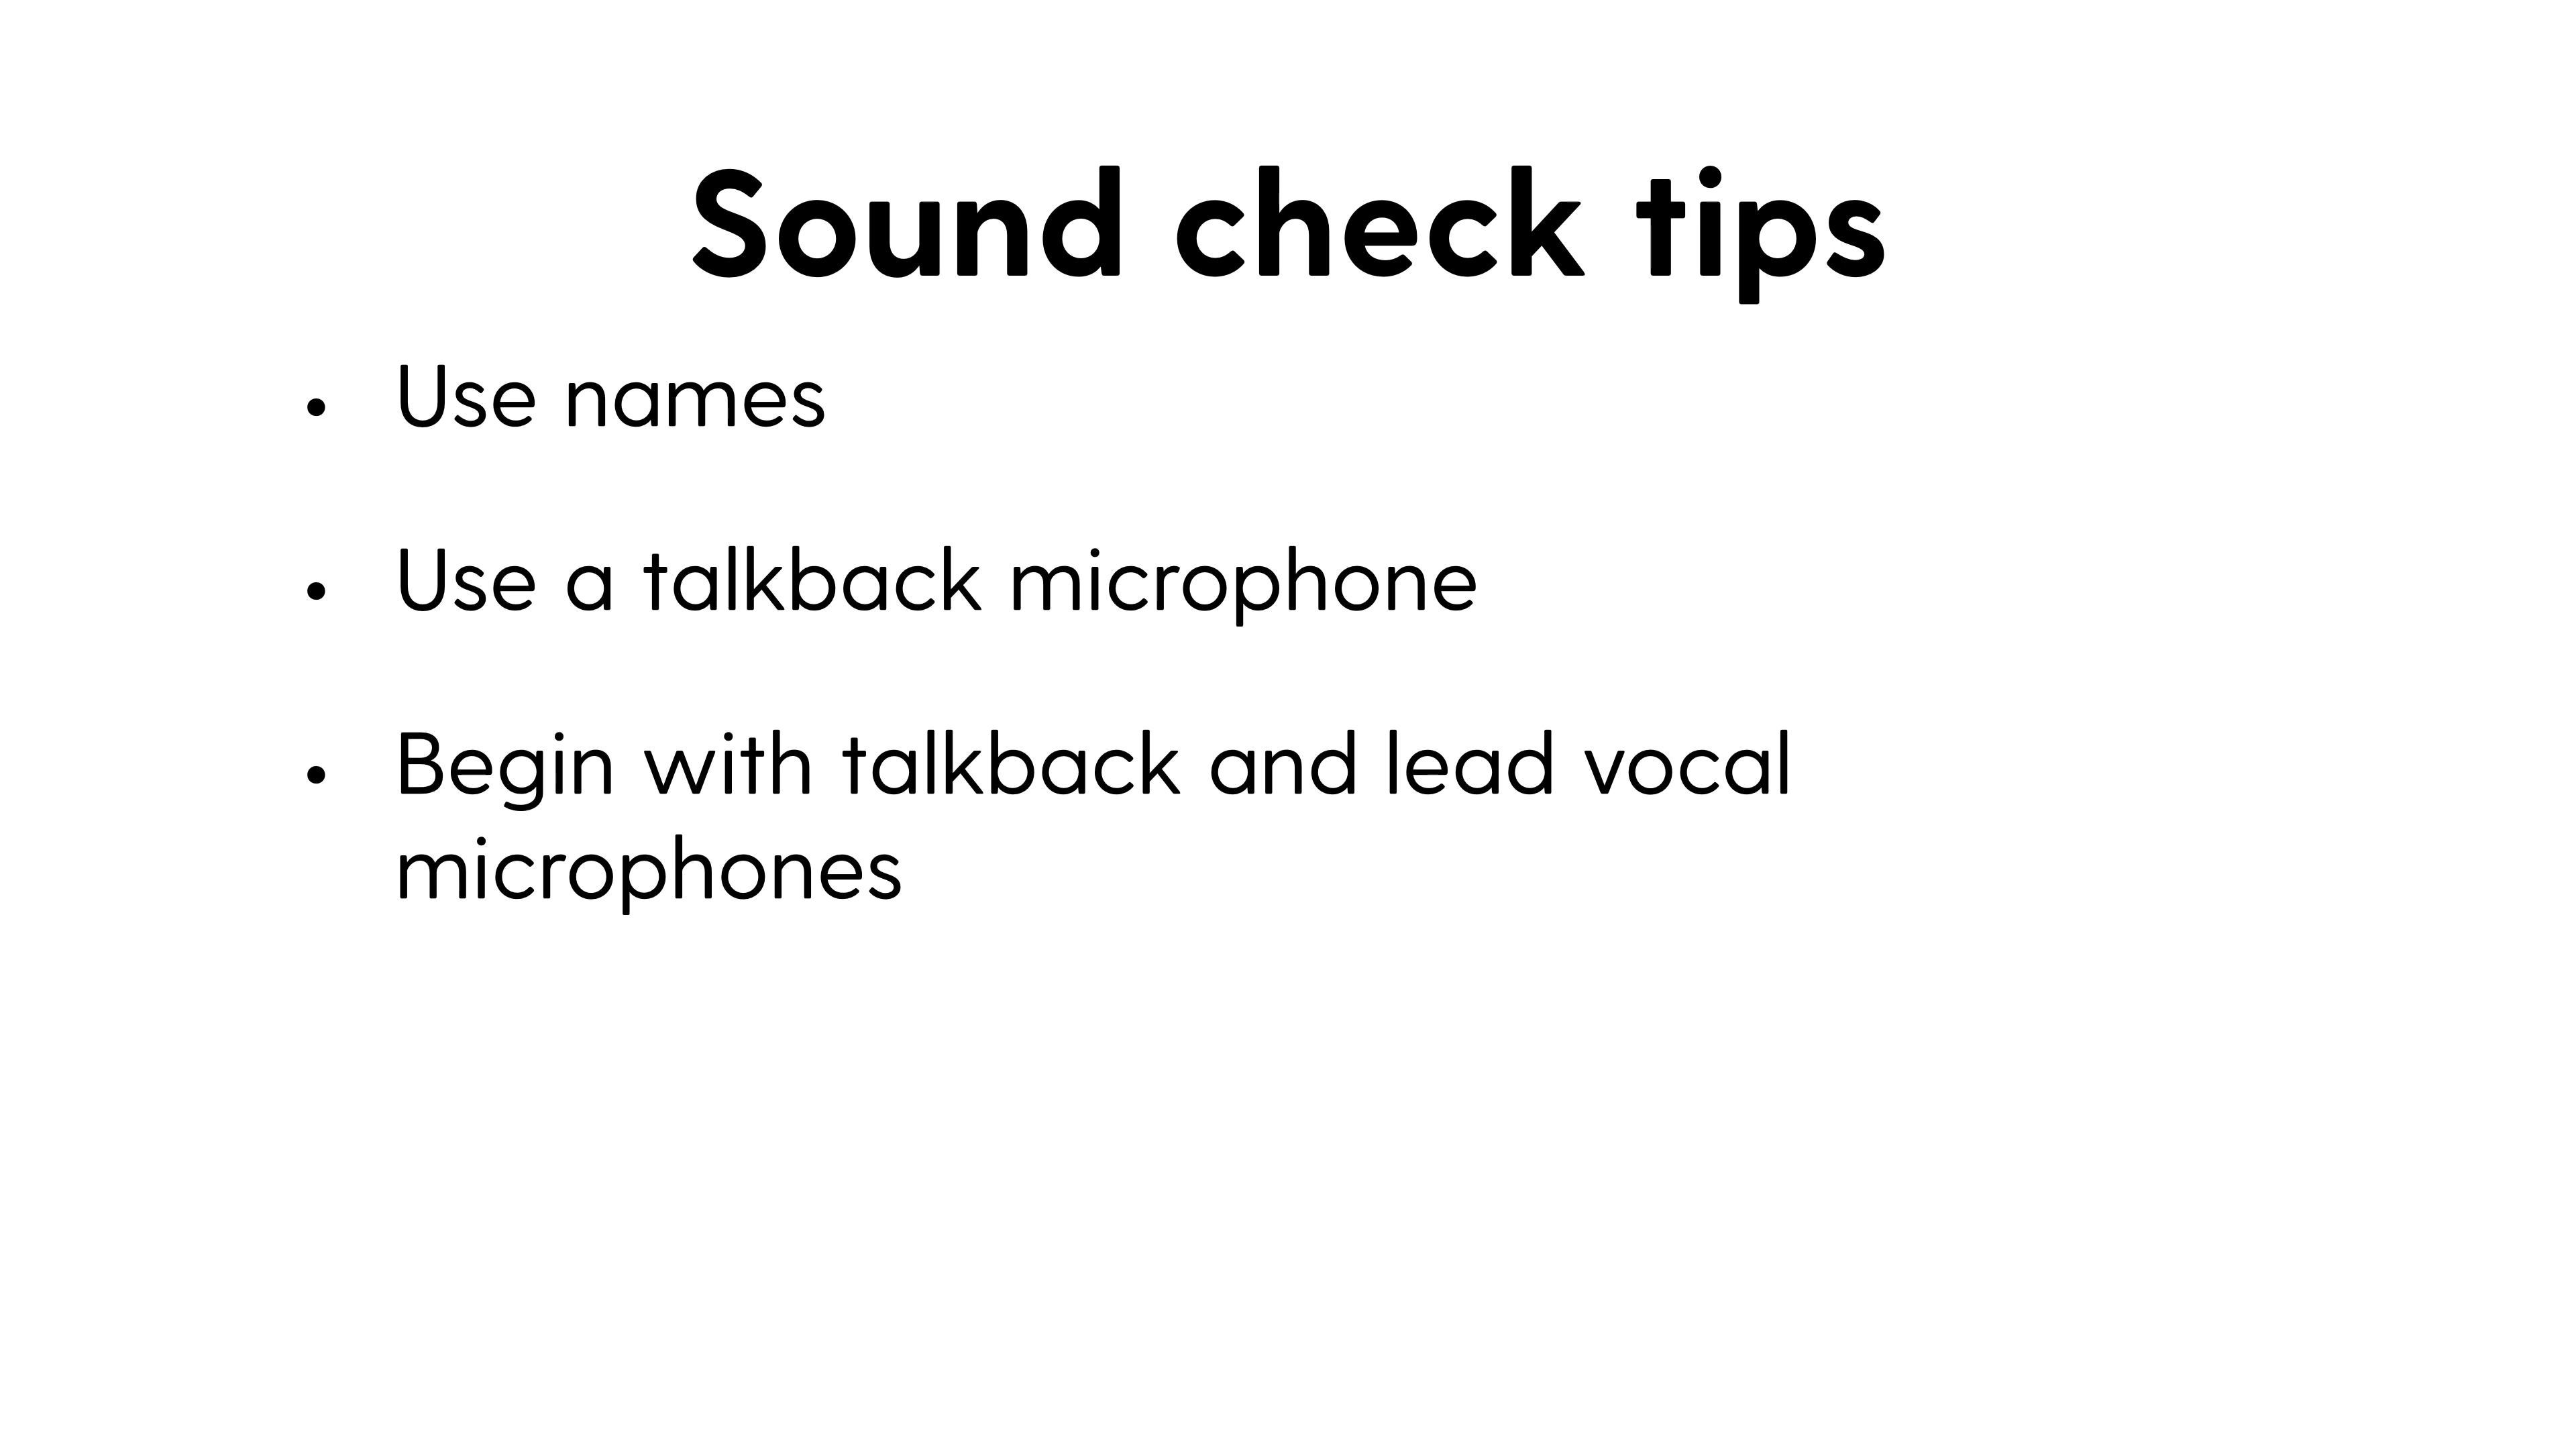 Sound check tips
• Use names
• Use a talkback microphone
• Begin with talkback and lead vocal
microphones